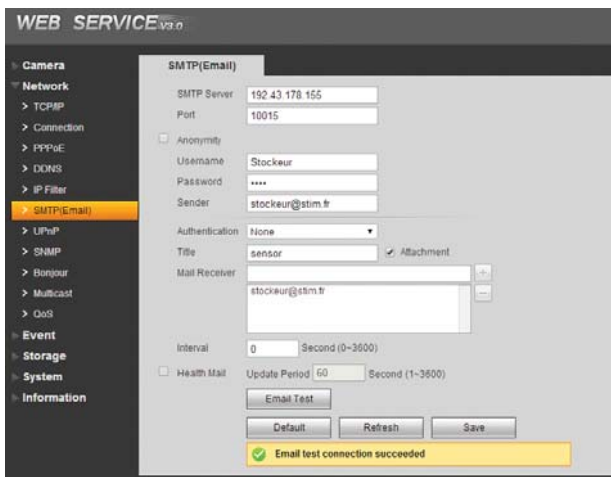 WEB SERVICE V3.0
Camera
Network
> TCP/IP
> Connection
> PPPoE
> DDNS
> IP Filter
> SMTP(Email)
> UPnP
> SNMP
> Bonjour
> Multicast
> QoS
Event
Storage
System
Information
SMTP(Email)
SMTP Server 192.43.178.155
Port 10015
Anonymity
Username Stockeur
Password ••••
Sender stockeur@stim.fr
Authentication None
Title sensor Attachment
Mail Receiver +
stockeur@stim.fr —
Interval 0 Second (0~3600)
Health Mail Update Period 60 Second (1~3600)
Email Test
Default Refresh Save
Email test connection succeeded